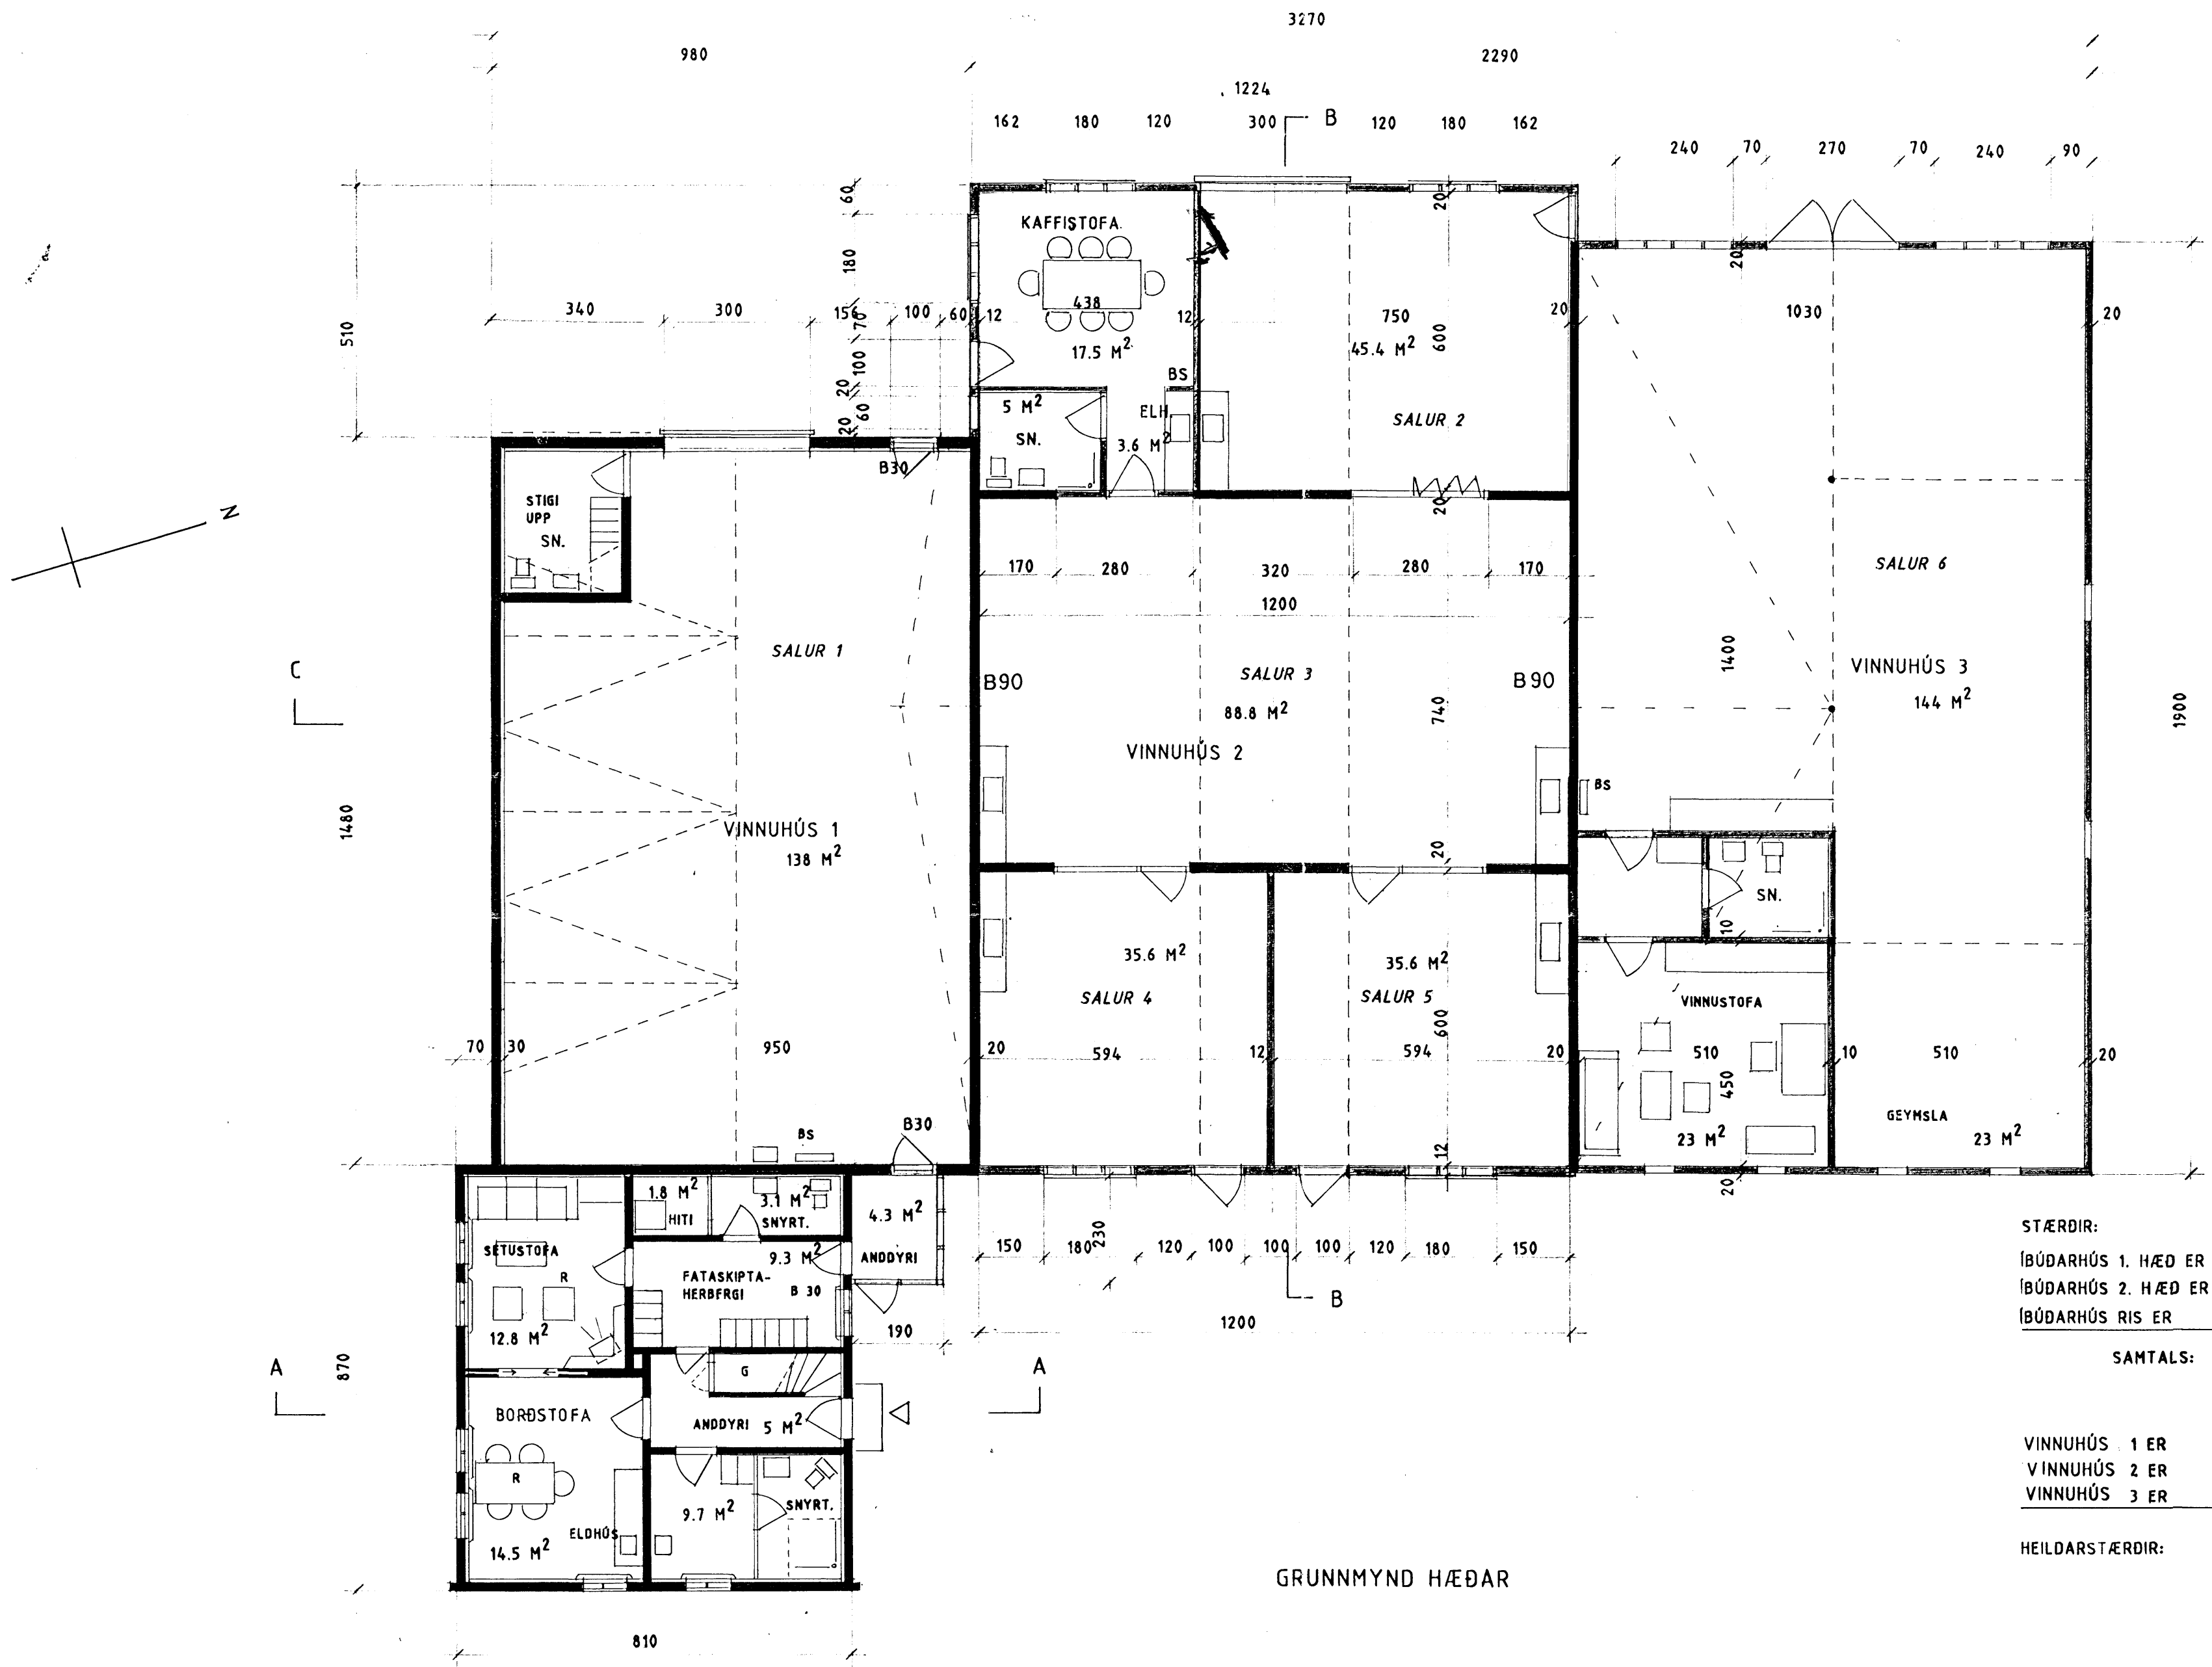 3270
980
2290
1224
162 180 120 300 B 120 180 162
240 70 270 70 240 90
60
180
70
100
20
60
20
510
340 300 100 60 12
KAFFISTOFA
438
17.5 M²
12
BS
ELH
3.6 M²
5 M²
SN.
20
750
600
45.4 M²
SALUR 2
20
20
1030
20
20
B30
STIGI
UPP
SN.
N
170 280 320 280 170
1200
SALUR 1
SALUR 3
88.8 M²
B90
B90
740
VINNUHÚS 2
20
SALUR 6
1400
VINNUHÚS 3
144 M²
1900
C
1480
VINNUHÚS 1
138 M²
BS
SN.
10
35.6 M²
SALUR 4
35.6 M²
SALUR 5
600
VINNUSTOFA
70 30 950 20 594 12 594 20 510 10 510 20
450
23 M²
GEYMSLA
23 M²
BS
B30
12
20
1.8 M²
HITI
3.1 M²
SNYRT.
4.3 M²
ANDDYRI
SETUSTOFA
R
12.8 M²
9.3 M²
FATASKIPTA-
HERBERGI
B 30
190
150 180 230 120 100 100 100 120 180 150
B
1200
STÆRÐIR:
ÍBÚÐARHÚS 1. HÆÐ ER
ÍBÚÐARHÚS 2. HÆÐ ER
ÍBÚÐARHÚS RIS ER
SAMTALS:
A
870
A
G
BORÐSTOFA
ANDDYRI 5 M²
R
ELDHÚS
14.5 M²
9.7 M²
SNYRT.
VINNUHÚS 1 ER
VINNUHÚS 2 ER
VINNUHÚS 3 ER
HEILDARSTÆRÐIR:
GRUNNMYND HÆÐAR
810